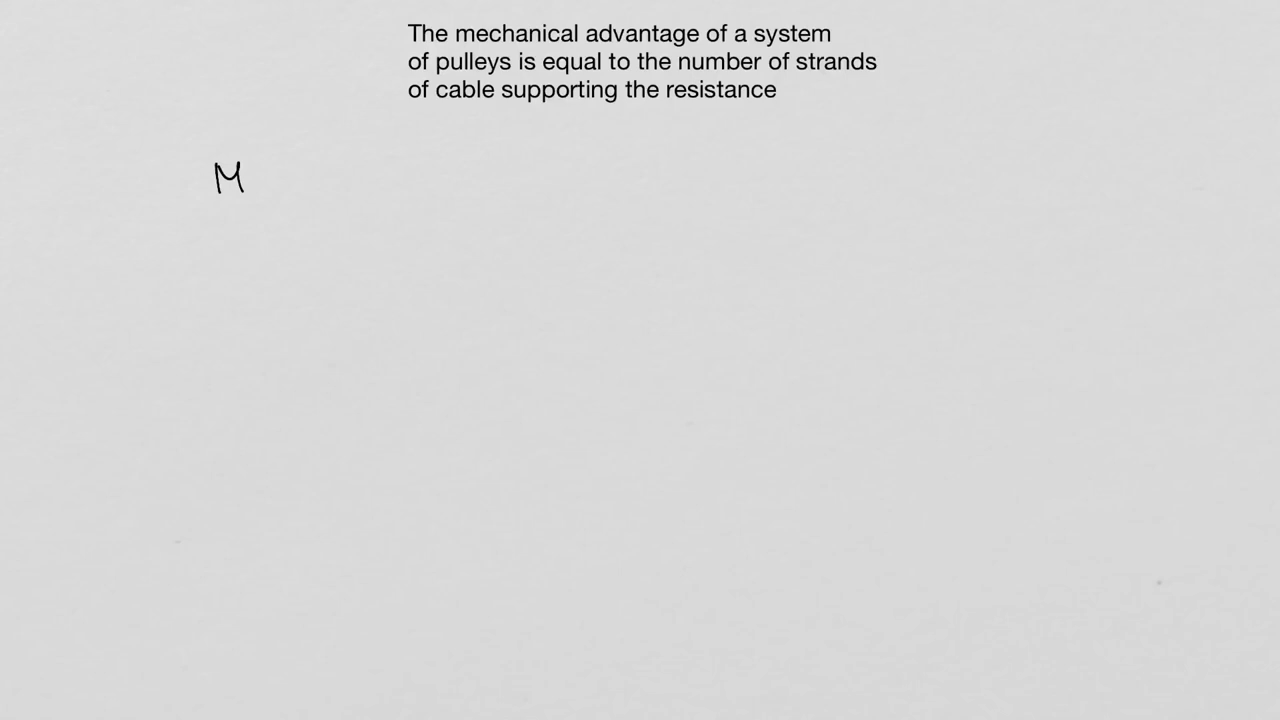 The mechanical advantage of a system
of pulleys is equal to the number of strands
of cable supporting the resistance
M